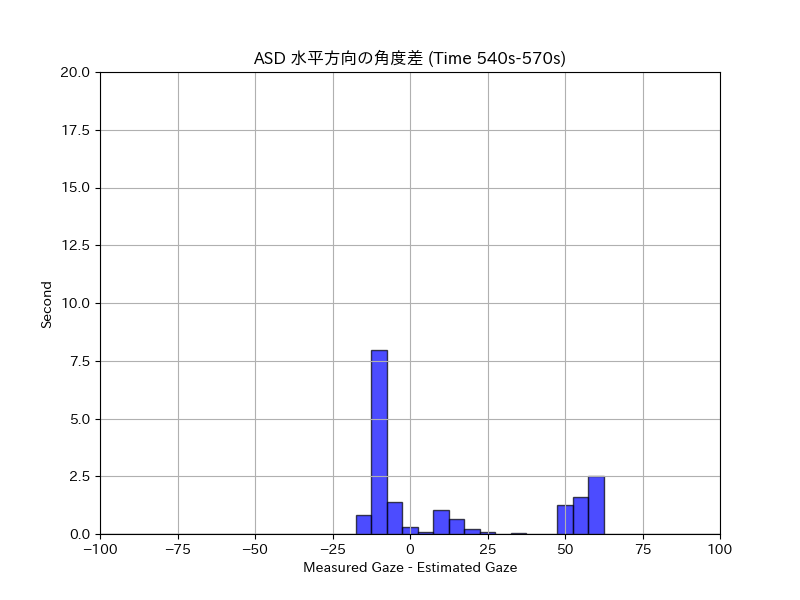 ASD 水平方向の角度差 (Time 540s-570s)
20.0
17.5
15.0
12.5
10.0
7.5
5.0
2.5
0.0
Second
−100 −75 −50 −25 0 25 50 75 100
Measured Gaze - Estimated Gaze